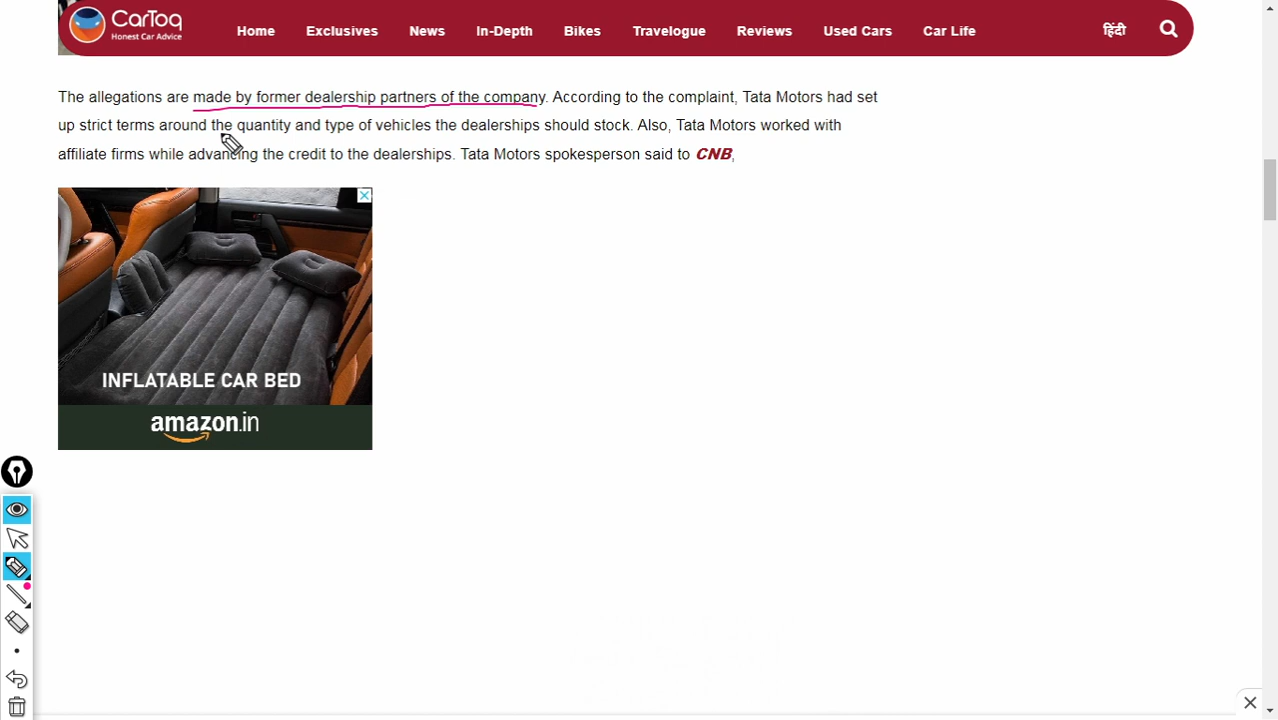 CarToq
Honest Car Advice
Home Exclusives News In-Depth Bikes Travelogue Reviews Used Cars Car Life हिंदी
The allegations are made by former dealership partners of the company. According to the complaint, Tata Motors had set
up strict terms around the quantity and type of vehicles the dealerships should stock. Also, Tata Motors worked with
affiliate firms while advancing the credit to the dealerships. Tata Motors spokesperson said to CNB,
INFLATABLE CAR BED
amazon.in